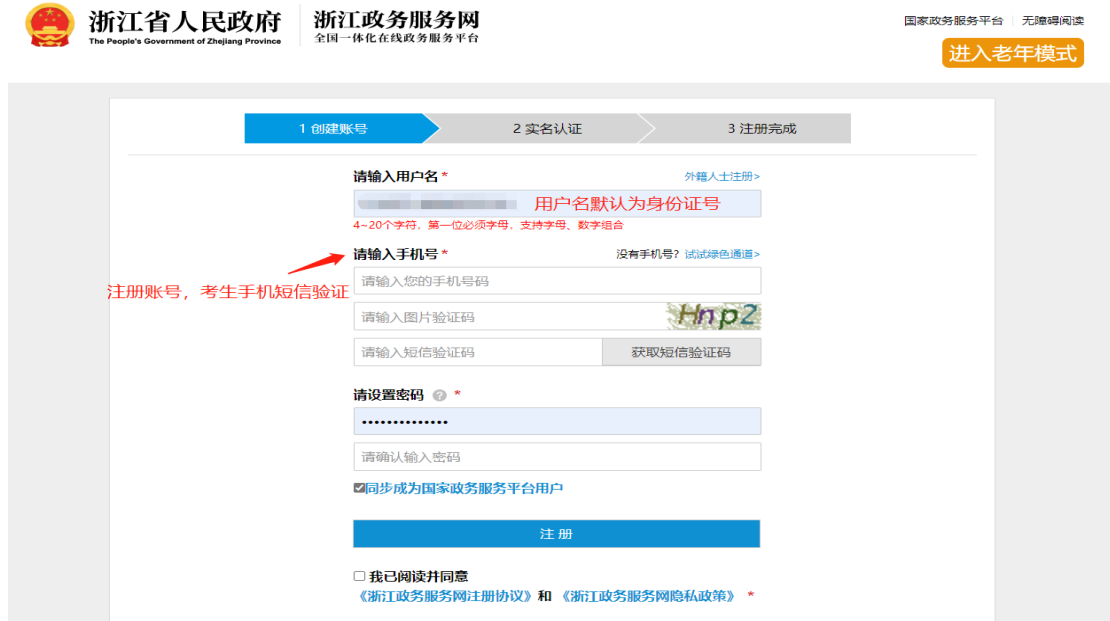 浙江省人民政府
The People's Government of Zhejiang Province
浙江政务服务网
全国一体化在线政务服务平台
国家政务服务平台 无障碍阅读
进入老年模式
1 创建账号 2 实名认证 3 注册完成
请输入用户名 * 外籍人士注册>
用户名默认为身份证号
4~20个字符，第一位必须字母，支持字母、数字组合
请输入手机号 * 没有手机号？试试绿色通道>
请输入您的手机号码
注册账号，考生手机短信验证
请输入图片验证码 Hnp2
请输入短信验证码 获取短信验证码
请设置密码 ? *
••••••••••••••
请确认输入密码
同步成为国家政务服务平台用户
注 册
我已阅读并同意
《浙江政务服务网注册协议》和 《浙江政务服务网隐私政策》 *